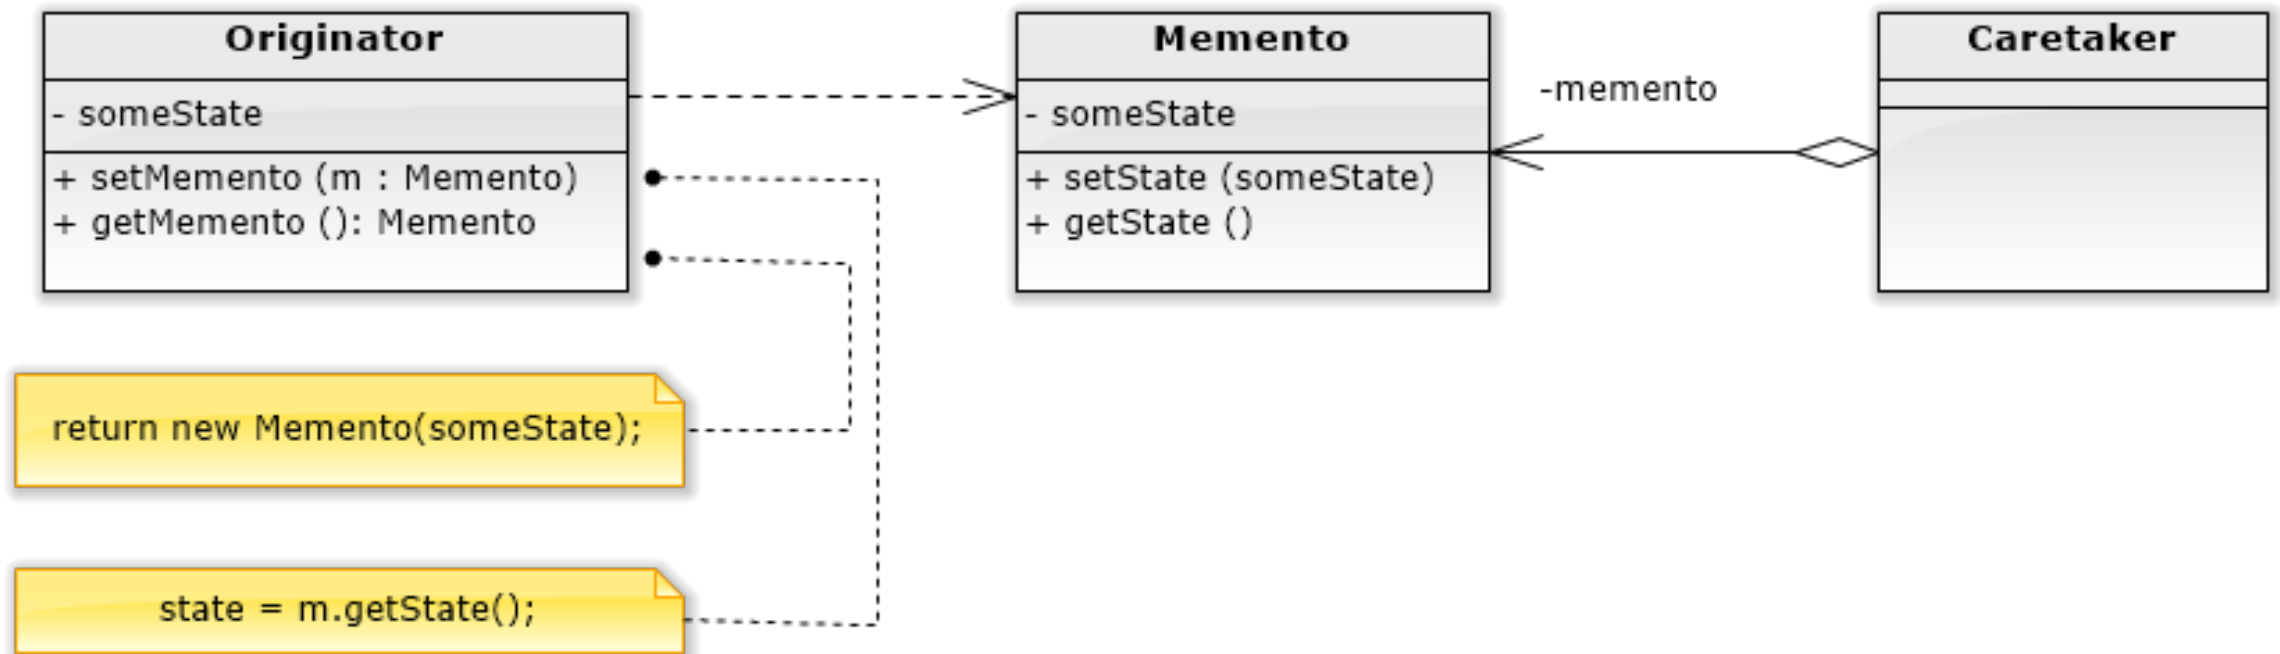 Originator
- someState
+ setMemento (m : Memento)
+ getMemento (): Memento
Memento
- someState
+ setState (someState)
+ getState ()
-memento
Caretaker
return new Memento(someState);
state = m.getState();